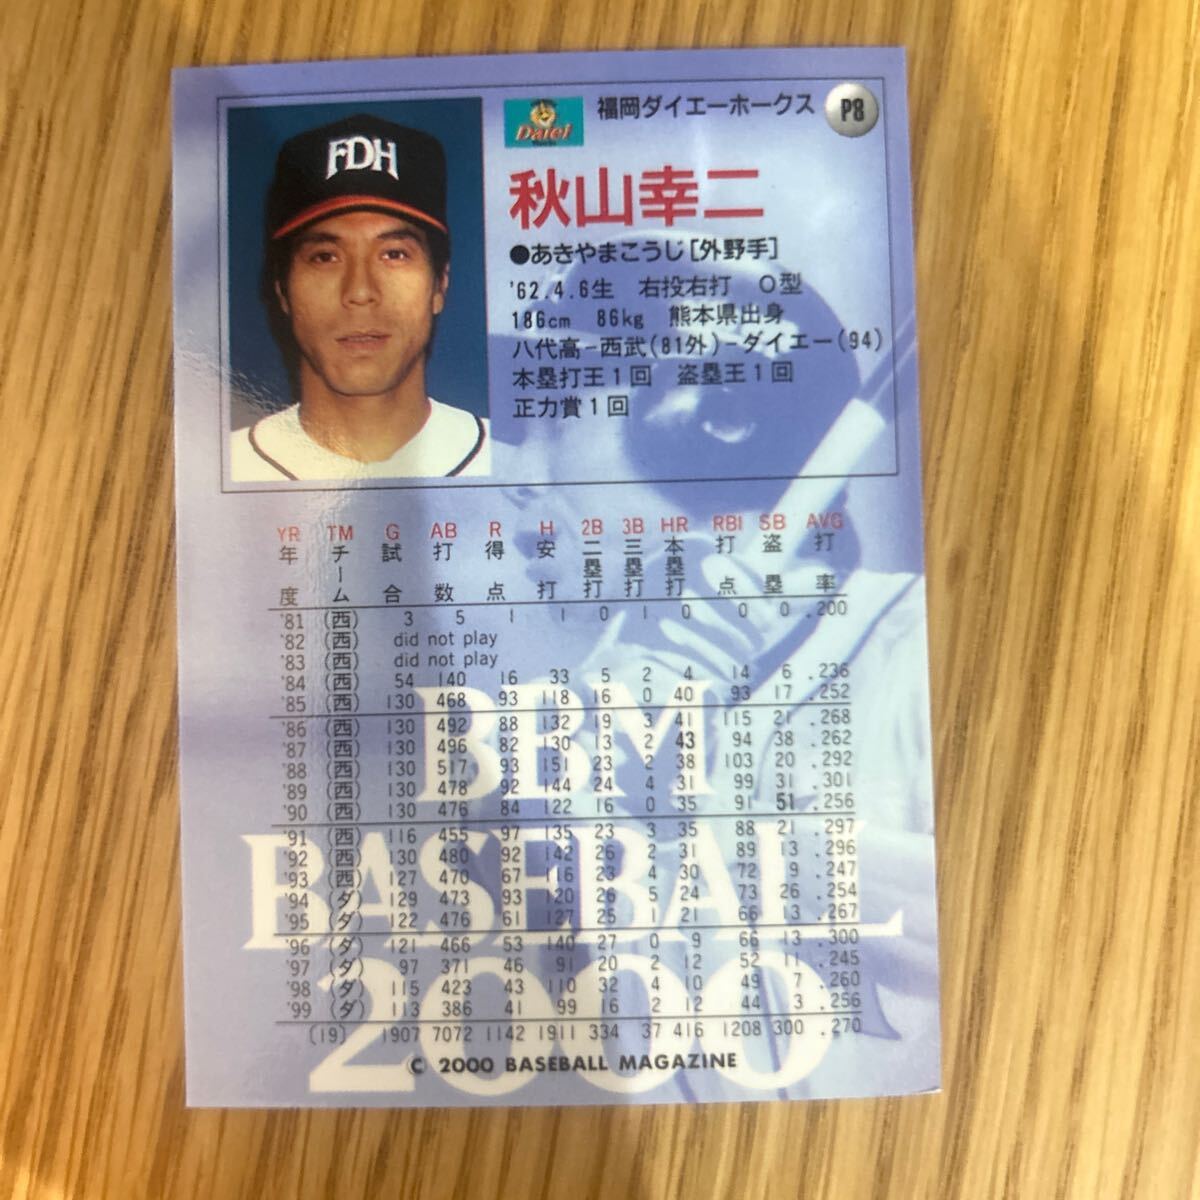 FDH
Daiei
福岡ダイエーホークス
P8
秋山幸二
●あきやまこうじ[外野手]
'62.4.6生 右投右打 O型
186cm 86kg 熊本県出身
八代高-西武(81外)-ダイエー(94)
本塁打王1回 盗塁王1回
正力賞1回
YR TM G AB R H 2B 3B HR RBI SB AVG
年度 チーム 試合 打数 得点 安打 二塁打 三塁打 本塁打 打点 盗塁 打率
'81 (西) 3 5 1 1 0 1 0 0 0 .200
'82 (西) did not play
'83 (西) did not play
'84 (西) 54 140 16 33 5 2 4 14 6 .236
'85 (西) 130 468 93 118 16 0 40 93 17 .252
'86 (西) 130 492 88 132 19 3 41 115 21 .268
'87 (西) 130 496 82 130 13 2 43 94 38 .262
'88 (西) 130 517 93 151 23 2 38 103 20 .292
'89 (西) 130 478 92 144 24 4 31 99 31 .301
'90 (西) 130 476 84 122 16 0 35 91 51 .256
'91 (西) 116 455 97 135 23 3 35 88 21 .297
'92 (西) 130 480 92 142 26 2 31 89 13 .296
'93 (西) 127 470 67 116 23 4 30 72 9 .247
'94 (ダ) 129 473 93 120 26 5 24 73 26 .254
'95 (ダ) 122 476 61 127 25 1 21 66 13 .267
'96 (ダ) 121 466 53 140 27 0 9 66 13 .300
'97 (ダ) 97 371 46 91 20 2 12 52 11 .245
'98 (ダ) 115 423 43 110 32 4 10 49 7 .260
'99 (ダ) 113 386 41 99 16 2 12 44 3 .256
[19] 1907 7072 1142 1911 334 37 416 1208 300 .270
BBM
BASEBALL
2000
© 2000 BASEBALL MAGAZINE